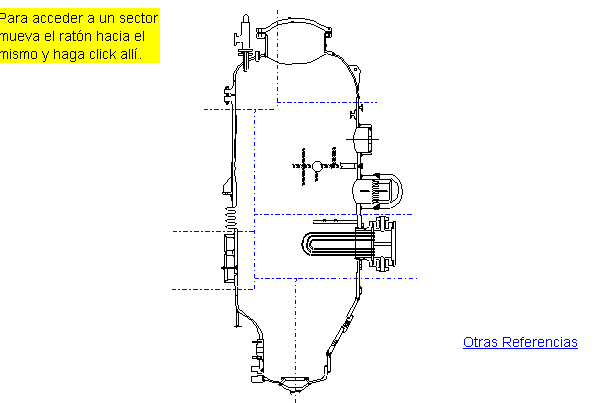 Para acceder a un sector
mueva el ratón hacia el
mismo y haga click allí.
Otras Referencias